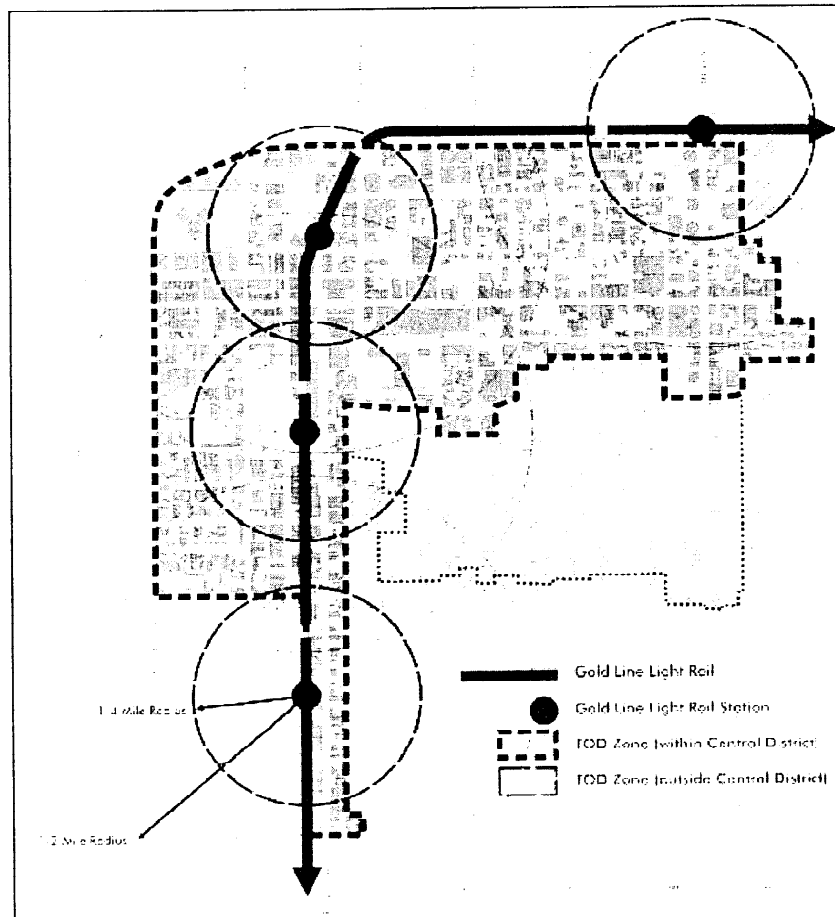 Gold Line Light Rail
Gold Line Light Rail Station
TOD Zone (within Central District)
TOD Zone (outside Central District)
Mile Radius
Mile Radius